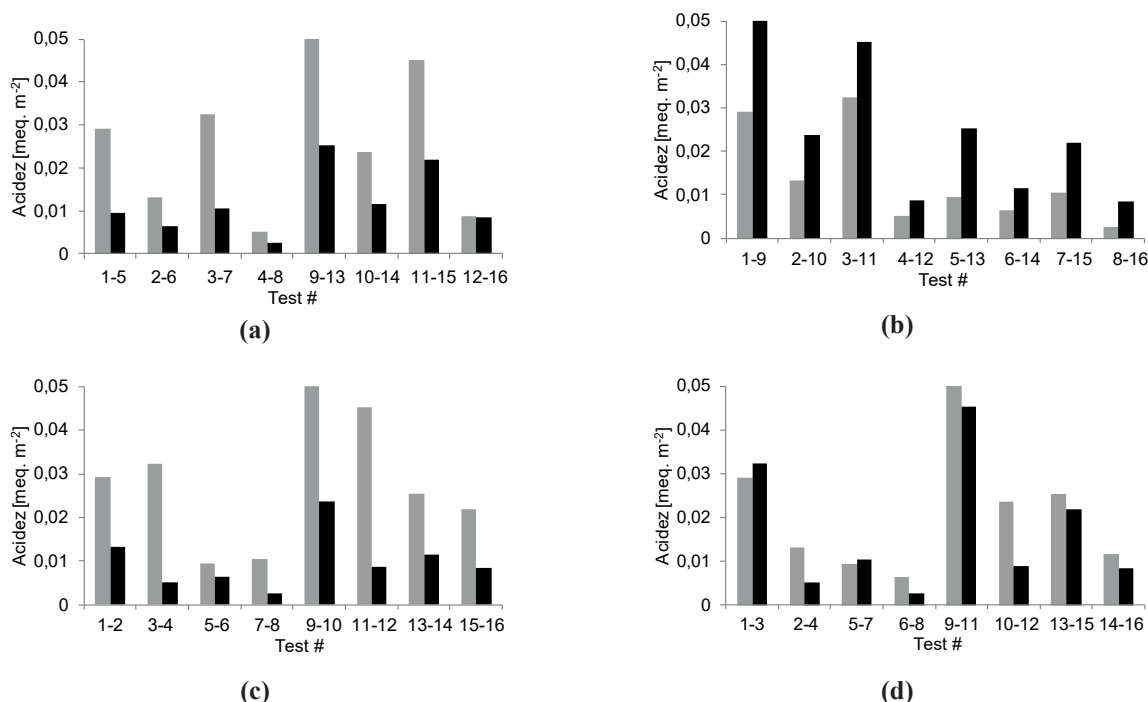 0,05
0,04
0,03
0,02
0,01
0
Acidez [meq. m-2]
1-5 2-6 3-7 4-8 9-13 10-14 11-15 12-16
Test #
(a)
0,05
0,04
0,03
0,02
0,01
0
Acidez [meq. m-2]
1-9 2-10 3-11 4-12 5-13 6-14 7-15 8-16
Test #
(b)
0,05
0,04
0,03
0,02
0,01
0
Acidez [meq. m-2]
1-2 3-4 5-6 7-8 9-10 11-12 13-14 15-16
Test #
(c)
0,05
0,04
0,03
0,02
0,01
0
Acidez [meq. m-2]
1-3 2-4 5-7 6-8 9-11 10-12 13-15 14-16
Test #
(d)